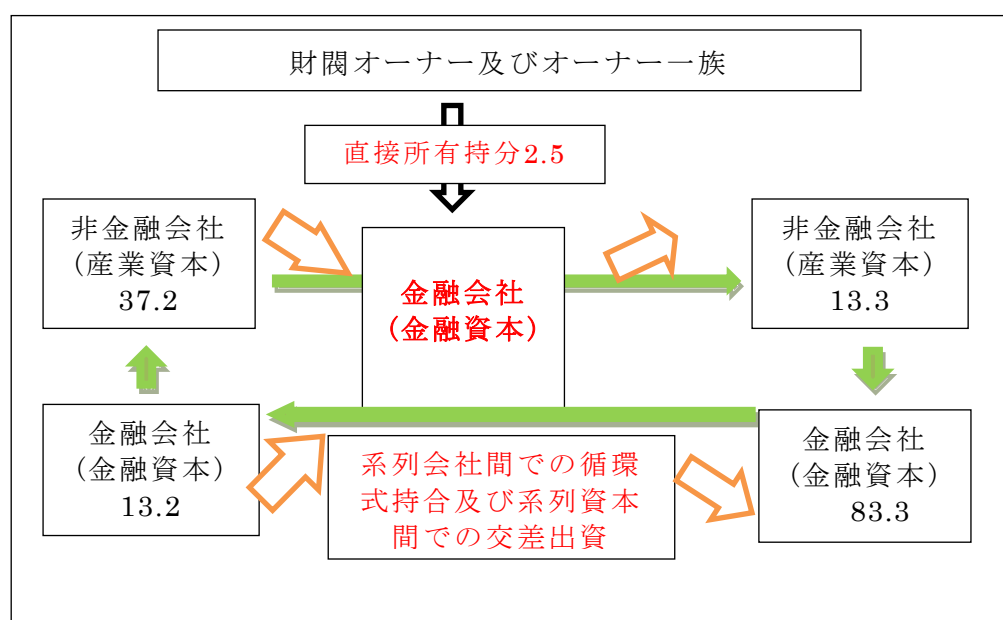 財閥オーナー及びオーナー一族
直接所有持分2.5
非金融会社
(産業資本)
37.2
金融会社
(金融資本)
非金融会社
(産業資本)
13.3
金融会社
(金融資本)
13.2
系列会社間での循環
式持合及び系列資本
間での交差出資
金融会社
(金融資本)
83.3